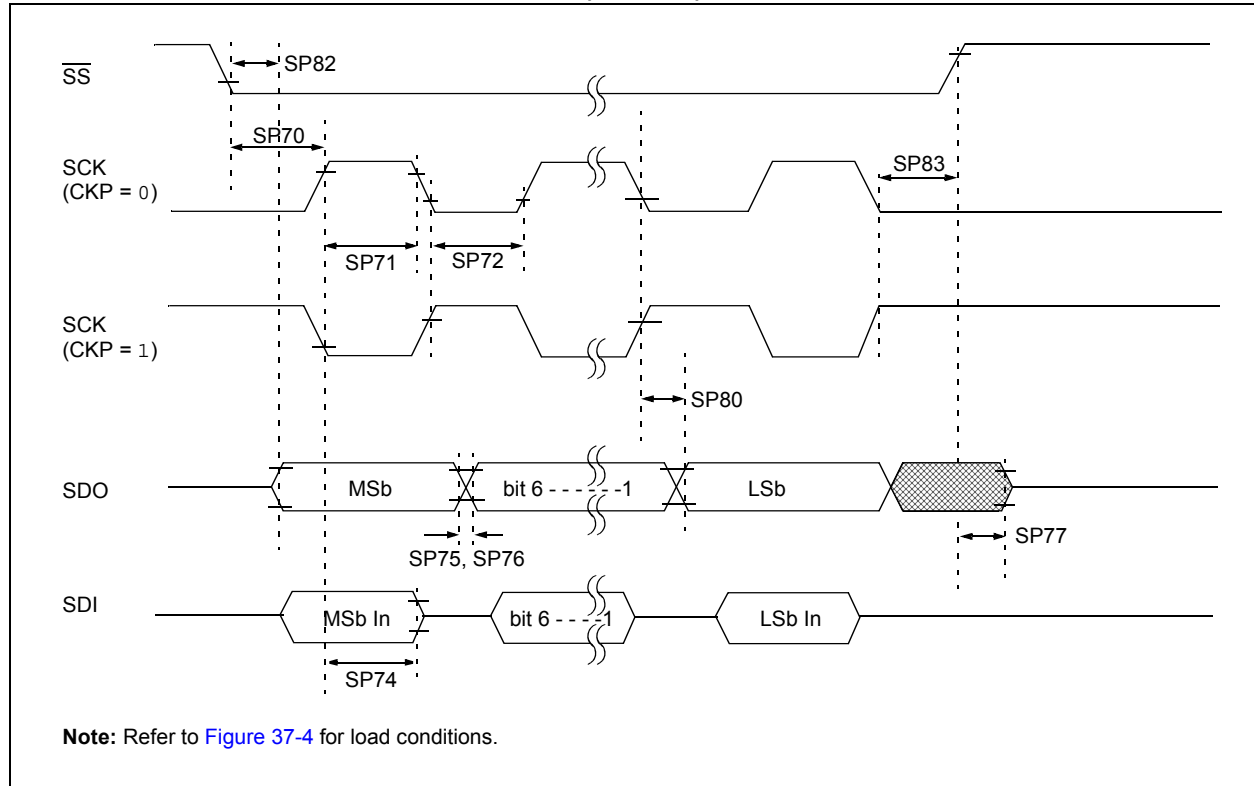 SS
SP82
SP70
SCK
(CKP = 0)
SP83
SP71
SP72
SCK
(CKP = 1)
SP80
SDO
MSb
bit 6 - - - - - -1
LSb
SP77
SP75, SP76
SDI
MSb In
bit 6 - - - -1
LSb In
SP74
Note: Refer to Figure 37-4 for load conditions.